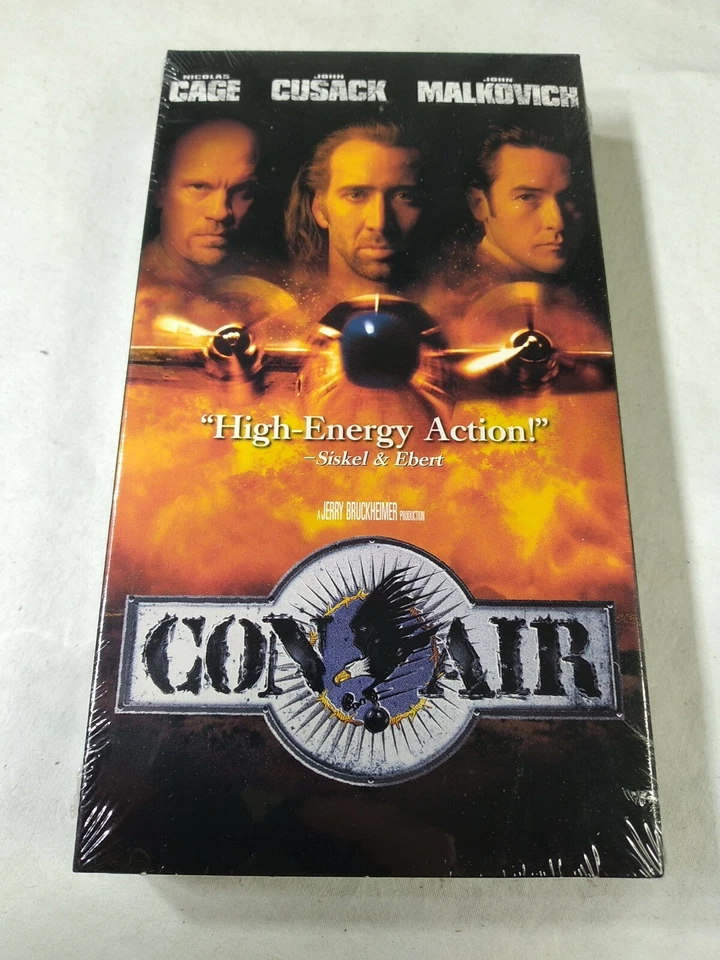 NICOLAS JOHN JOHN
CAGE CUSACK MALKOVICH
“High-Energy Action!”
–Siskel & Ebert
A JERRY BRUCKHEIMER PRODUCTION
CON AIR